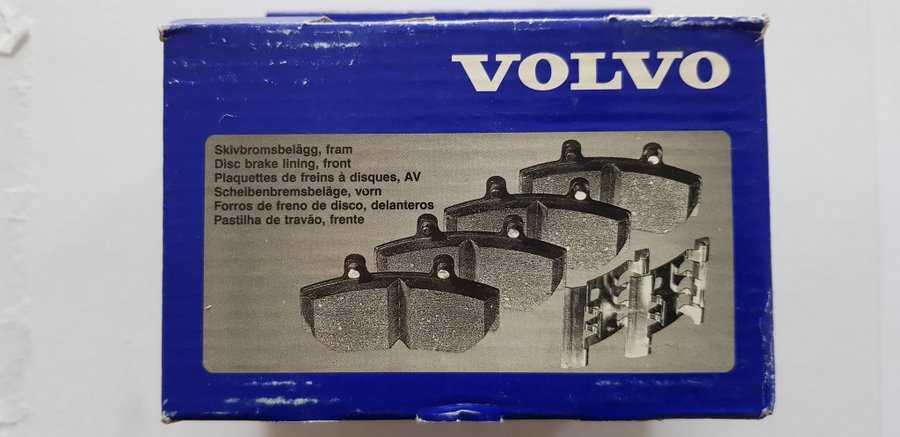 VOLVO
Skivbromsbelägg, fram
Disc brake lining, front
Plaquettes de freins à disques, AV
Scheibenbremsbeläge, vorn
Forros de freno de disco, delanteros
Pastilha de travão, frente